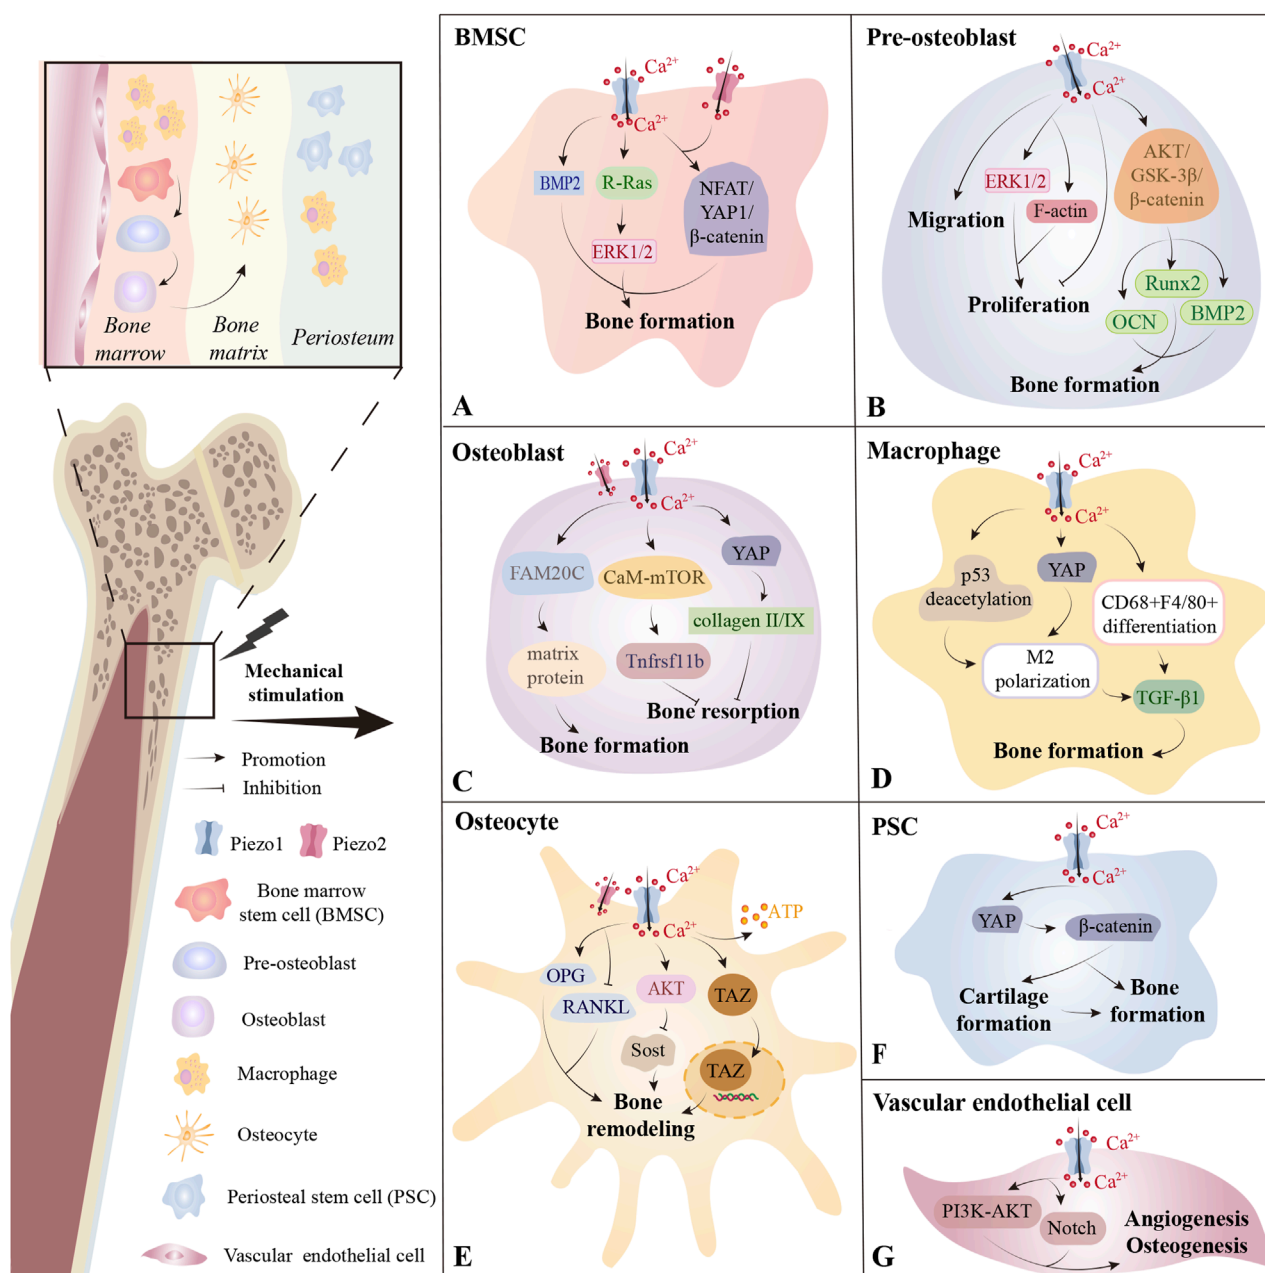 Bone
marrow
Bone
matrix
Periosteum
Mechanical
stimulation
Promotion
Inhibition
Piezo1
Piezo2
Bone marrow
stem cell (BMSC)
Pre-osteoblast
Osteoblast
Macrophage
Osteocyte
Periosteal stem cell (PSC)
Vascular endothelial cell
BMSC
Ca²⁺
Ca²⁺
BMP2
R-Ras
NFAT/
YAP1/
β-catenin
ERK1/2
Bone formation
A
Pre-osteoblast
Ca²⁺
Ca²⁺
AKT/
GSK-3β/
β-catenin
ERK1/2
F-actin
Migration
Proliferation
Runx2
OCN
BMP2
Bone formation
B
Osteoblast
Ca²⁺
Ca²⁺
FAM20C
CaM-mTOR
YAP
collagen II/IX
matrix
protein
Tnfrsf11b
Bone resorption
Bone formation
C
Macrophage
Ca²⁺
Ca²⁺
p53
deacetylation
YAP
CD68+F4/80+
differentiation
M2
polarization
TGF-β1
Bone formation
D
Osteocyte
Ca²⁺
Ca²⁺
ATP
OPG
RANKL
AKT
TAZ
Sost
TAZ
Bone
remodeling
E
PSC
Ca²⁺
Ca²⁺
YAP
β-catenin
Cartilage
formation
Bone
formation
F
Vascular endothelial cell
Ca²⁺
Ca²⁺
PI3K-AKT
Notch
Angiogenesis
Osteogenesis
G